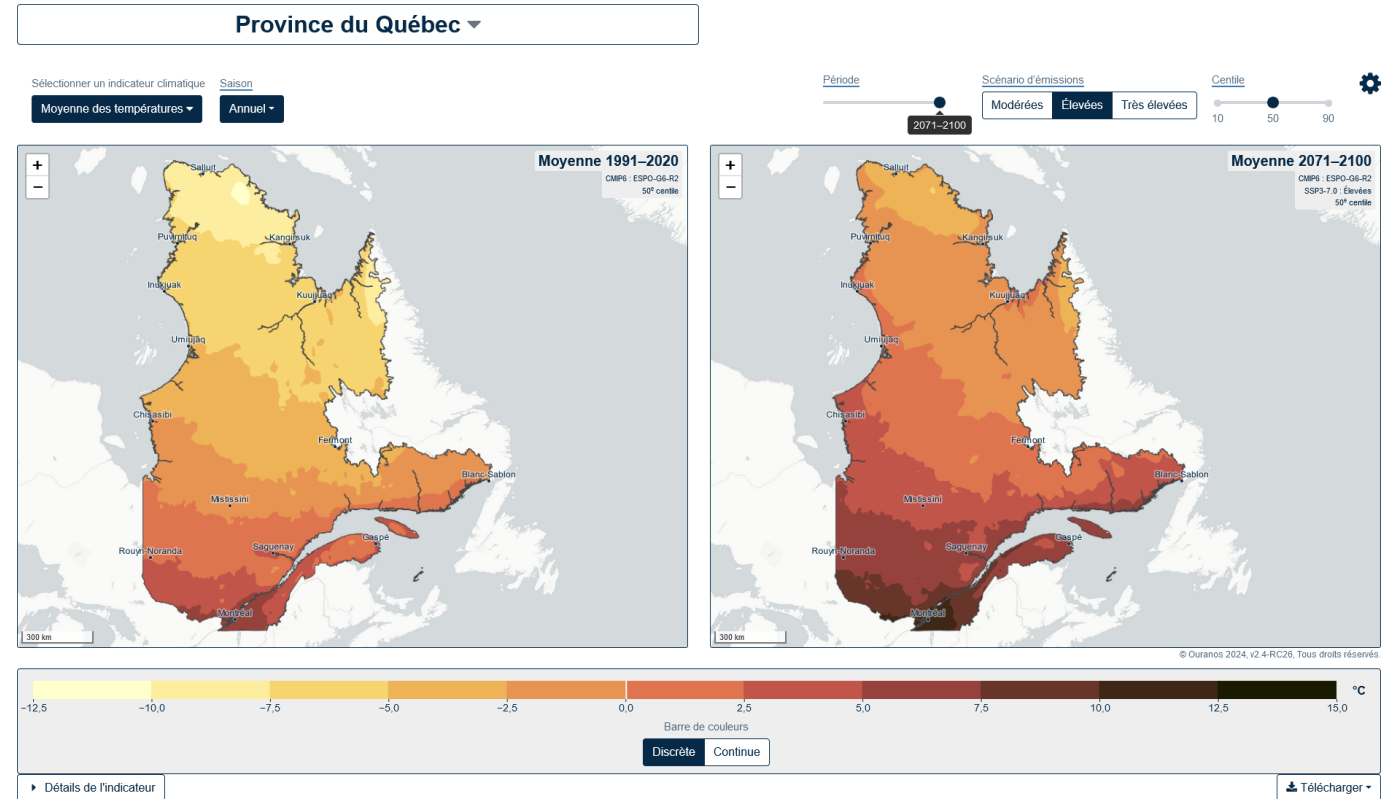 Province du Québec
Sélectionner un indicateur climatique
Saison
Moyenne des températures
Annuel
Période
2071–2100
Scénario d'émissions
Modérées
Élevées
Très élevées
Centile
10
50
90
+
−
Moyenne 1991–2020
CMIP6 : ESPO-G6-R2
50e centile
Salluit
Puvirnituq
Kangirsuk
Inukjuak
Kuujjuaq
Umiujaq
Chisasibi
Fermont
Blanc-Sablon
Mistissini
Gaspé
Saguenay
Rouyn-Noranda
Montréal
300 km
+
−
Moyenne 2071–2100
CMIP6 : ESPO-G6-R2
SSP3-7.0 : Élevées
50e centile
Salluit
Puvirnituq
Kangirsuk
Inukjuak
Kuujjuaq
Umiujaq
Chisasibi
Fermont
Blanc-Sablon
Mistissini
Gaspé
Saguenay
Rouyn-Noranda
Montréal
300 km
© Ouranos 2024, v2.4-RC26, Tous droits réservés.
°C
−12,5
−10,0
−7,5
−5,0
−2,5
0,0
2,5
5,0
7,5
10,0
12,5
15,0
Barre de couleurs
Discrète
Continue
Détails de l'indicateur
Télécharger